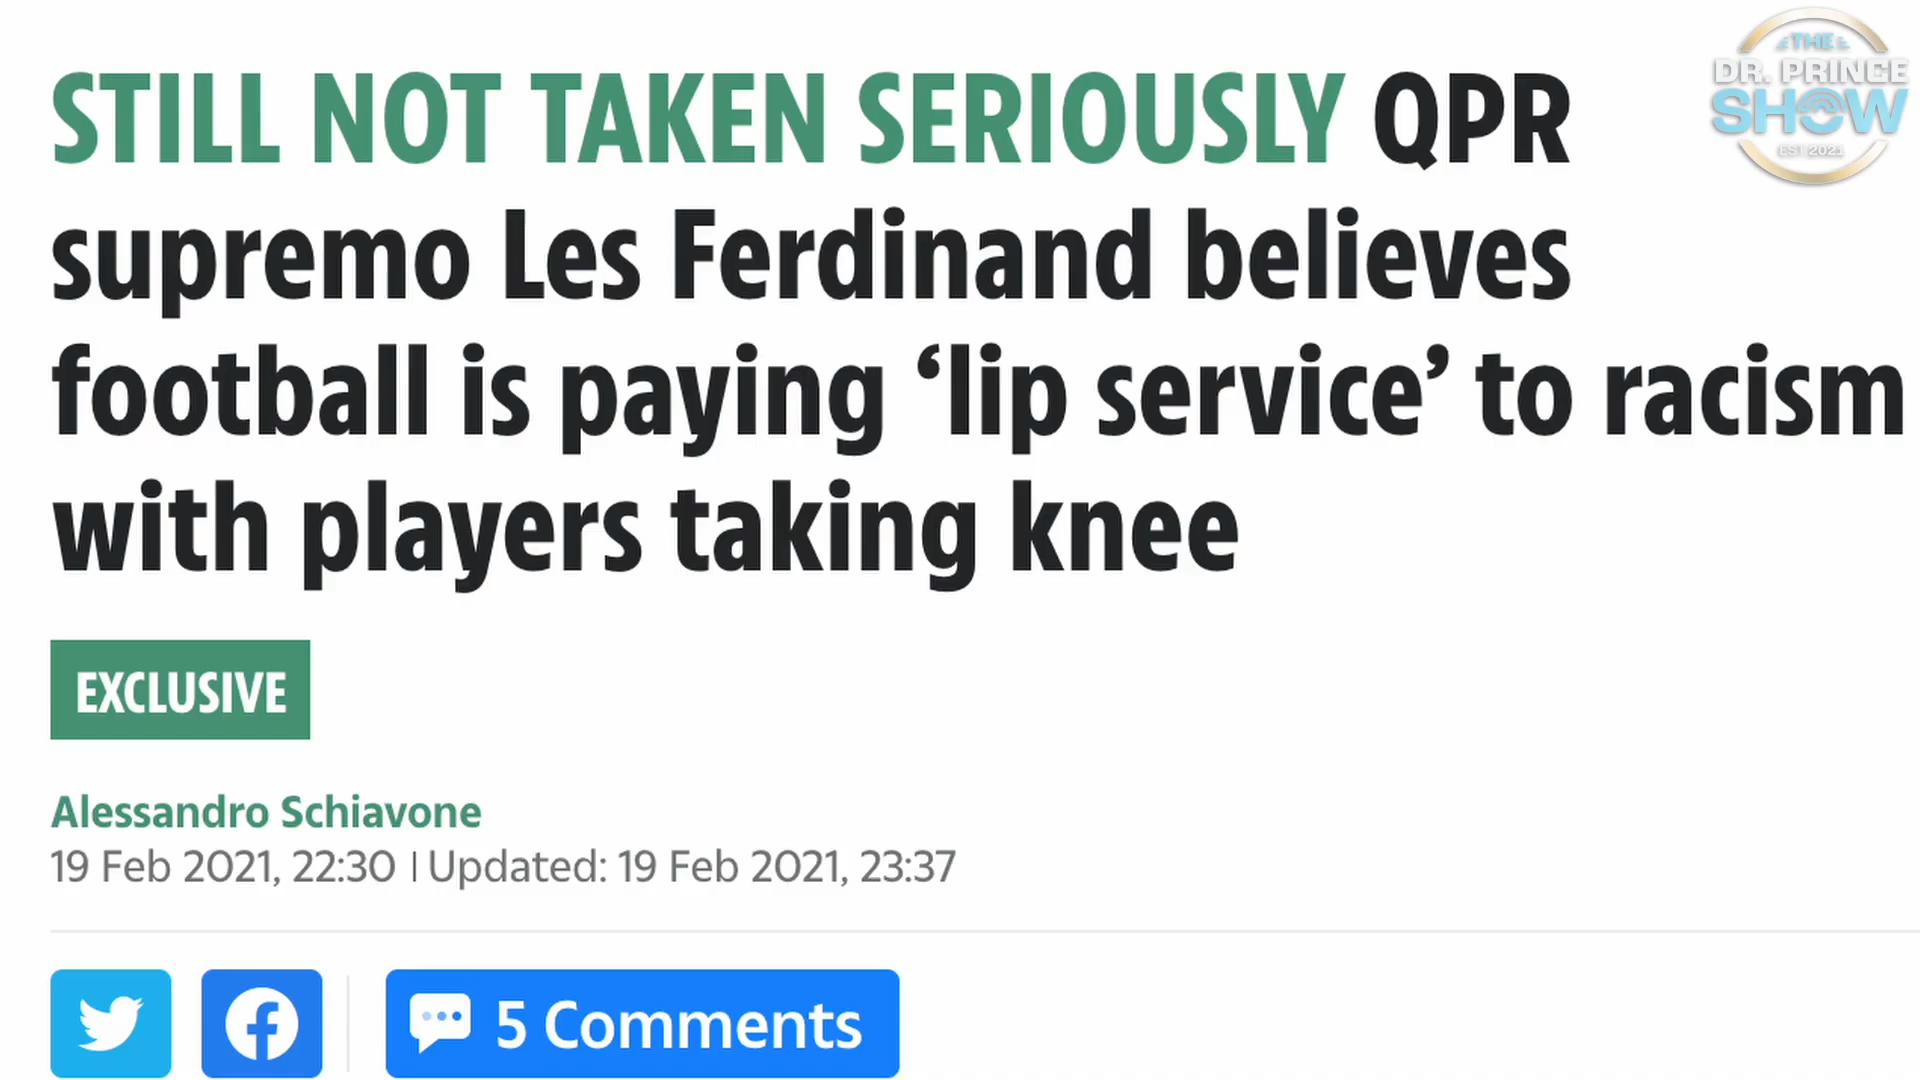 STILL NOT TAKEN SERIOUSLY QPR
supremo Les Ferdinand believes
football is paying ‘lip service’ to racism
with players taking knee
EXCLUSIVE
Alessandro Schiavone
19 Feb 2021, 22:30 | Updated: 19 Feb 2021, 23:37
5 Comments
THE
DR. PRINCE
SHOW
EST 2021